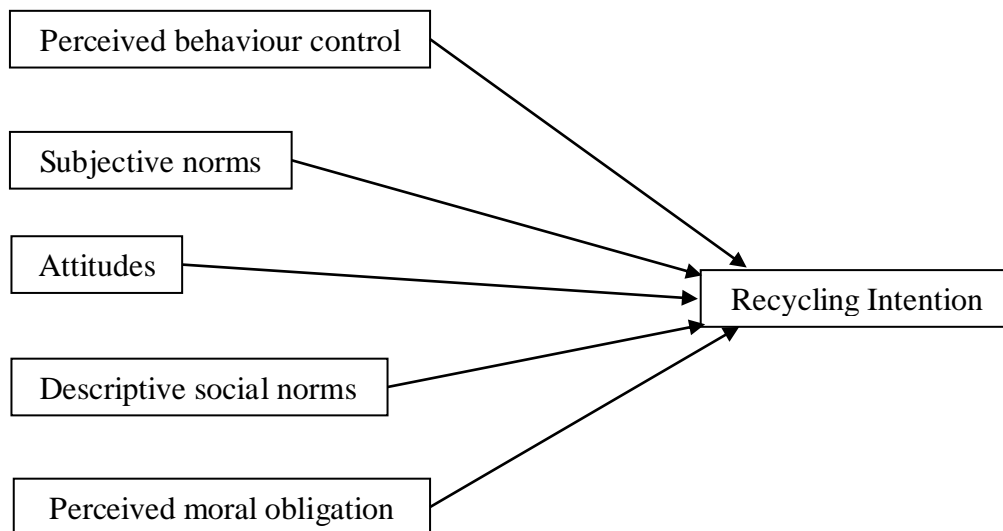 Perceived behaviour control
Subjective norms
Attitudes
Recycling Intention
Descriptive social norms
Perceived moral obligation